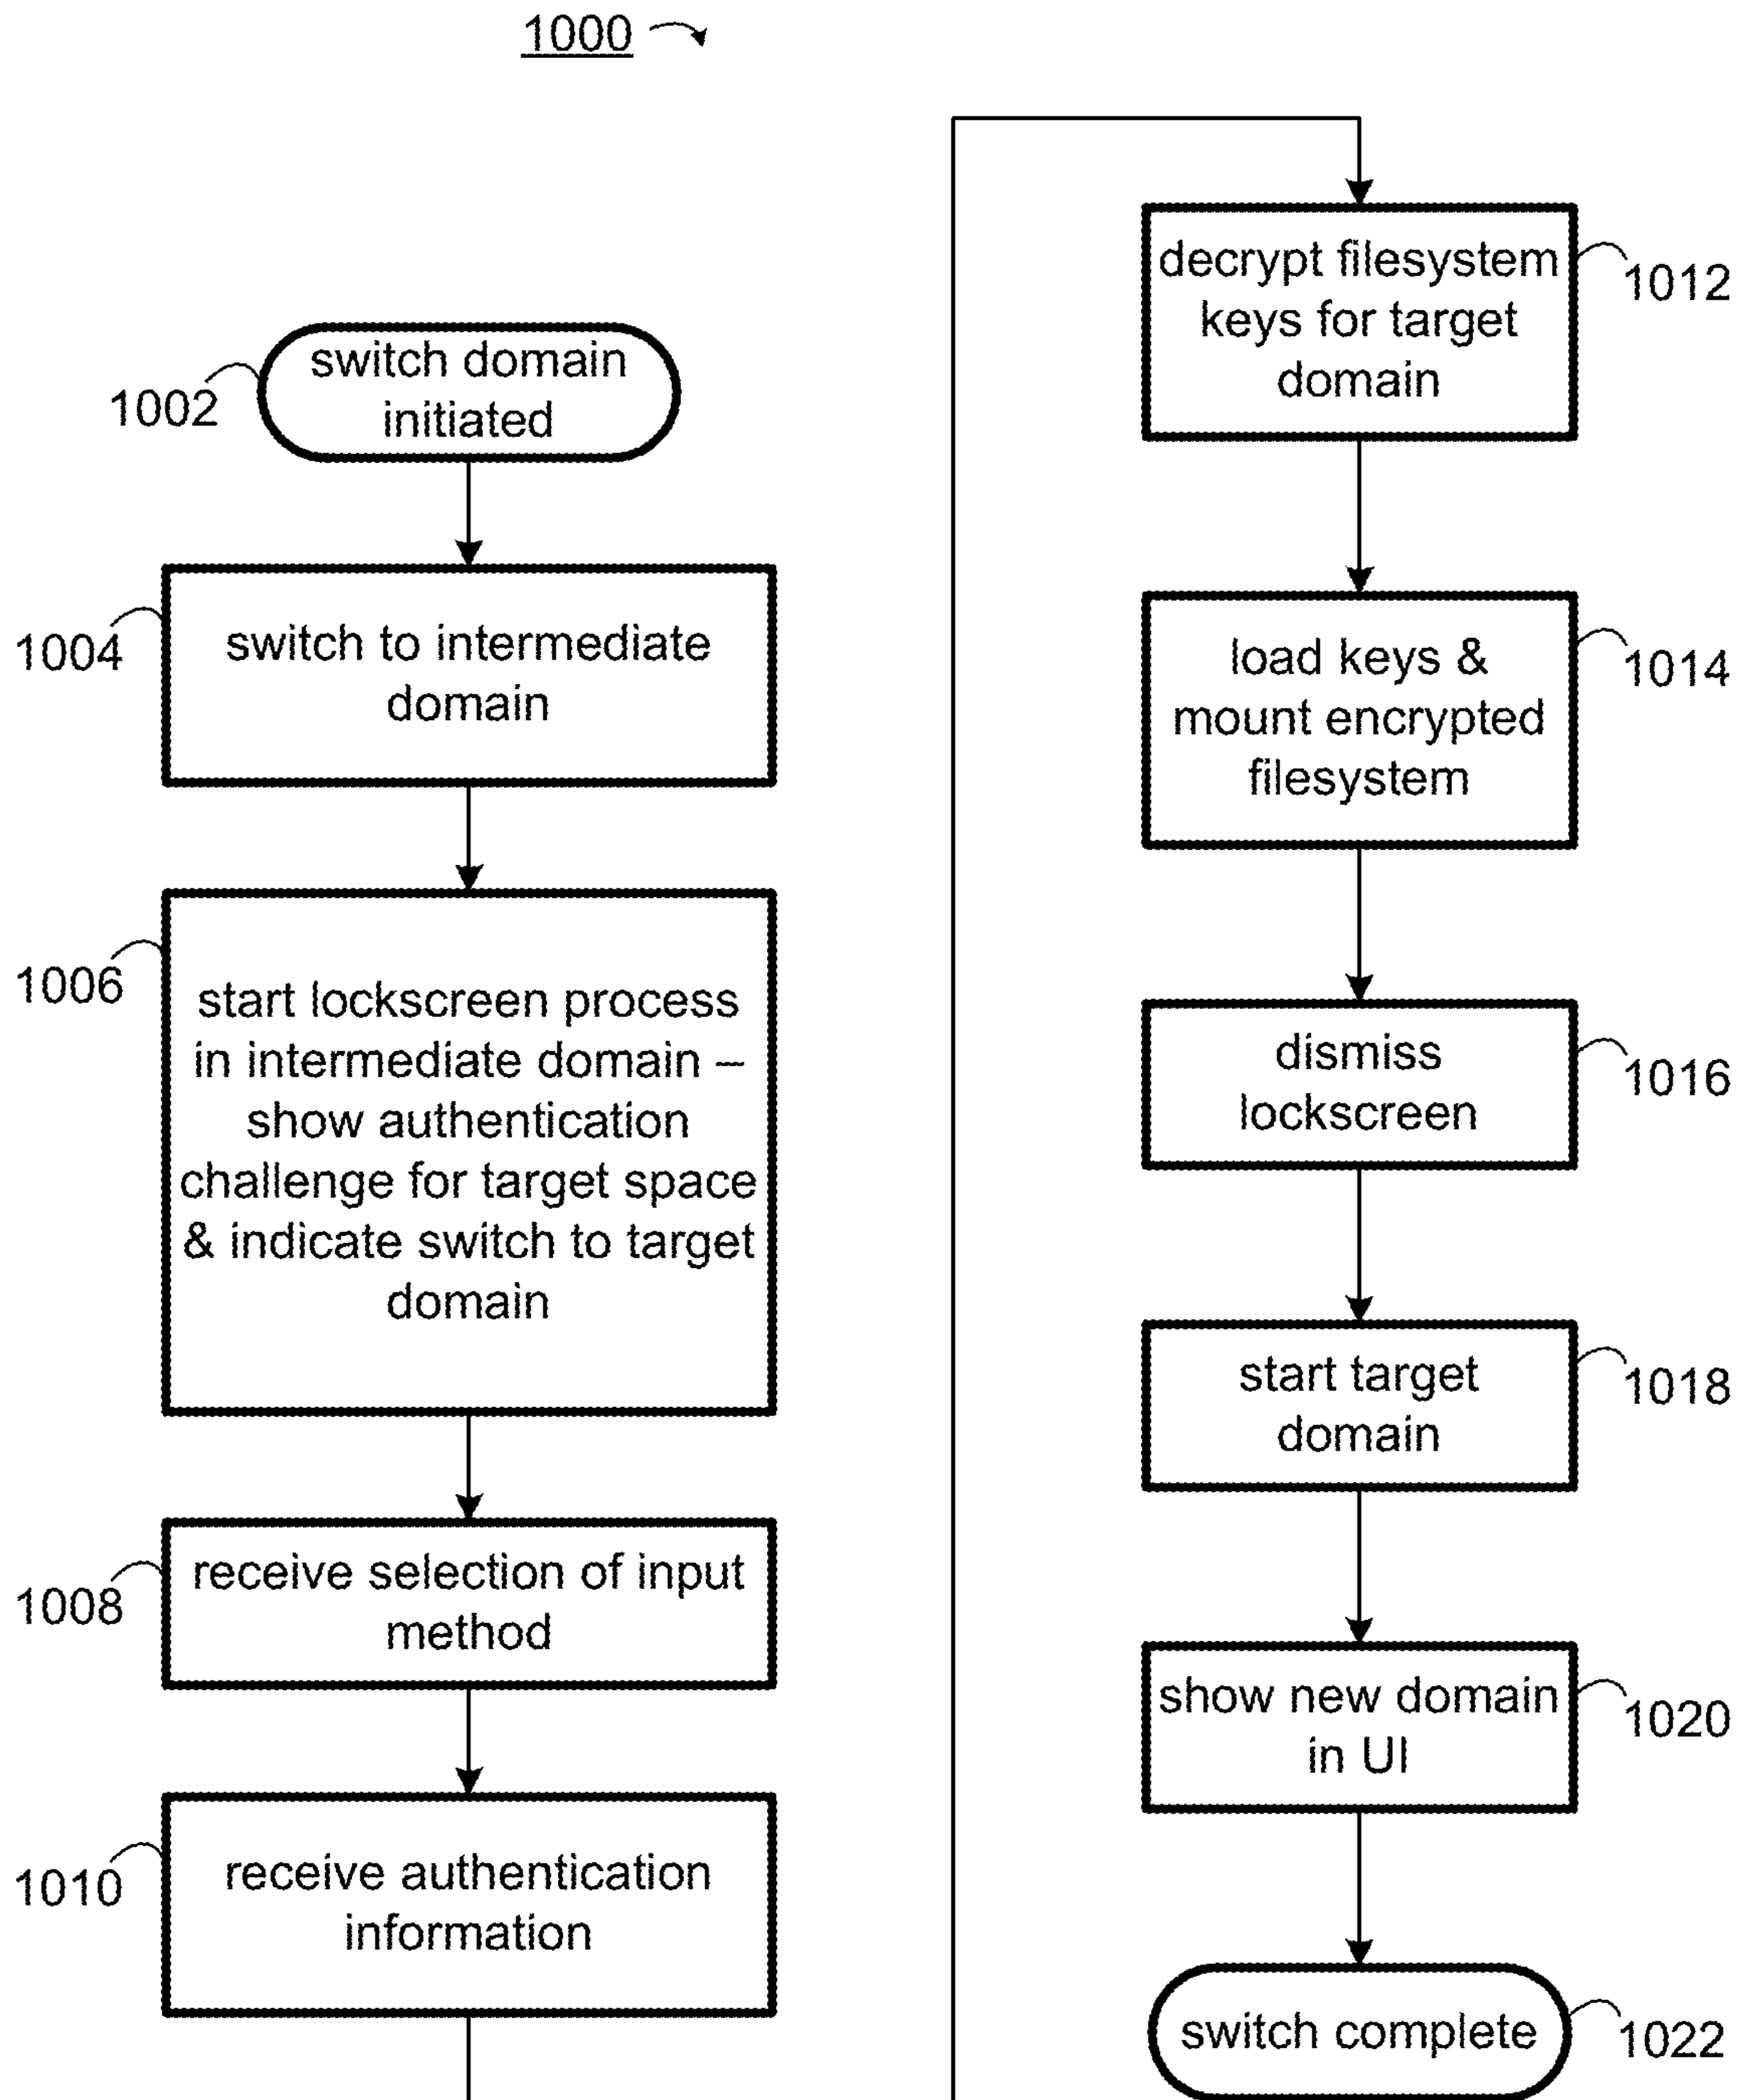 1000
1002
switch domain
initiated
1004
switch to intermediate
domain
1006
start lockscreen process
in intermediate domain –
show authentication
challenge for target space
& indicate switch to target
domain
1008
receive selection of input
method
1010
receive authentication
information
decrypt filesystem
keys for target
domain
1012
load keys &
mount encrypted
filesystem
1014
dismiss
lockscreen
1016
start target
domain
1018
show new domain
in UI
1020
switch complete
1022